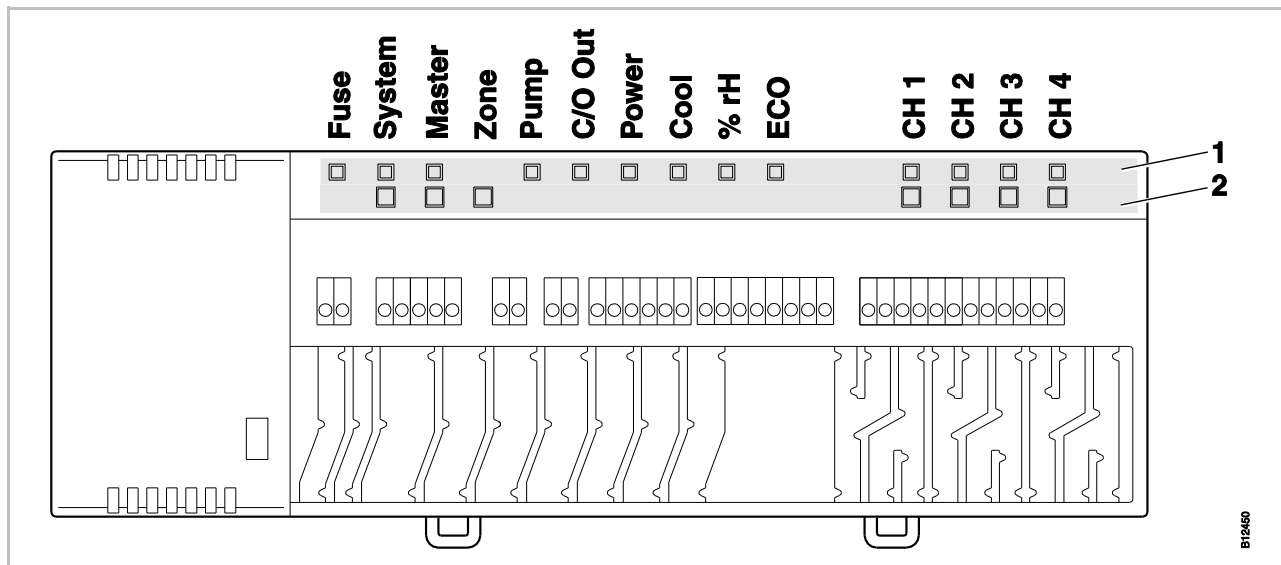 Fuse
System
Master
Zone
Pump
C/O Out
Power
Cool
% rH
ECO
CH 1
CH 2
CH 3
CH 4
1
2
B12450